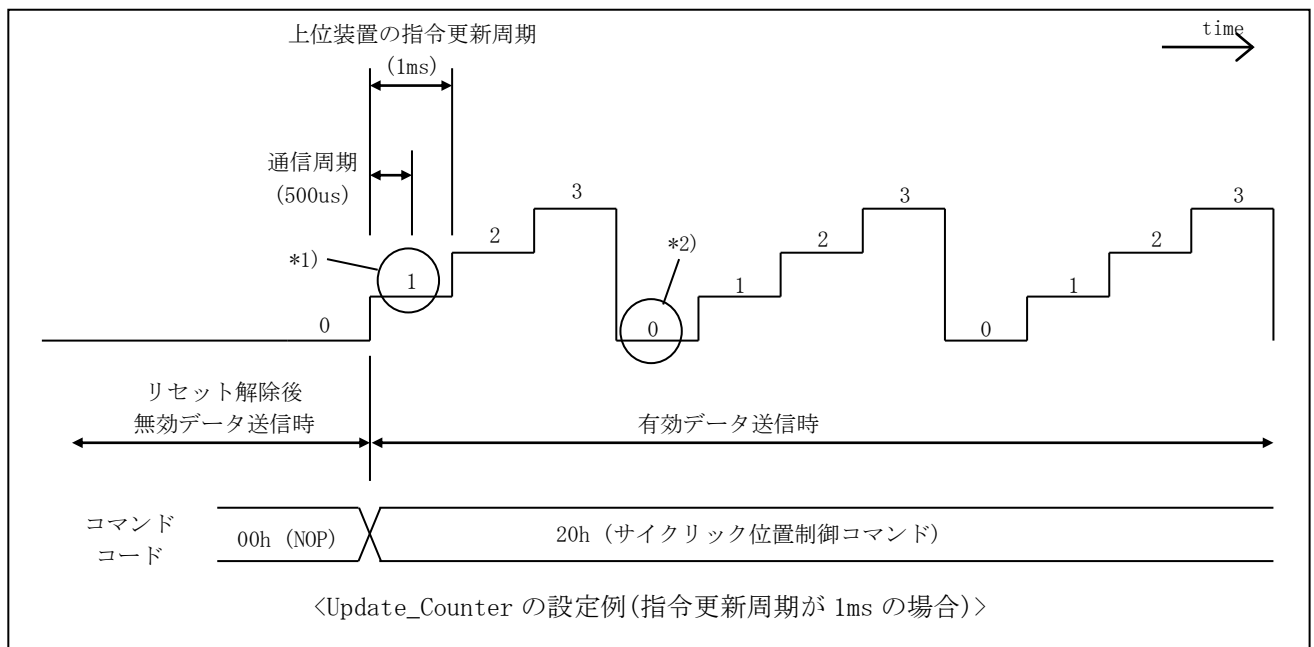 上位装置の指令更新周期
(1ms)
time
通信周期
(500us)
*1)
*2)
0
1
2
3
0
1
2
3
0
1
2
3
リセット解除後
無効データ送信時
有効データ送信時
コマンド
コード
00h (NOP)
20h (サイクリック位置制御コマンド)
<Update_Counter の設定例(指令更新周期が 1ms の場合)>